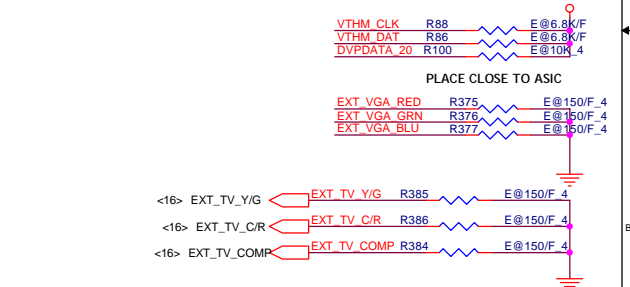 VTHM_CLK R88 E@6.8K/F
VTHM_DAT R86 E@6.8K/F
DVPDATA_20 R100 E@10K_4
PLACE CLOSE TO ASIC
EXT_VGA_RED R375 E@150/F_4
EXT_VGA_GRN R376 E@150/F_4
EXT_VGA_BLU R377 E@150/F_4
<16> EXT_TV_Y/G EXT_TV_Y/G R385 E@150/F_4
<16> EXT_TV_C/R EXT_TV_C/R R386 E@150/F_4
B
<16> EXT_TV_COMP EXT_TV_COMP R384 E@150/F_4